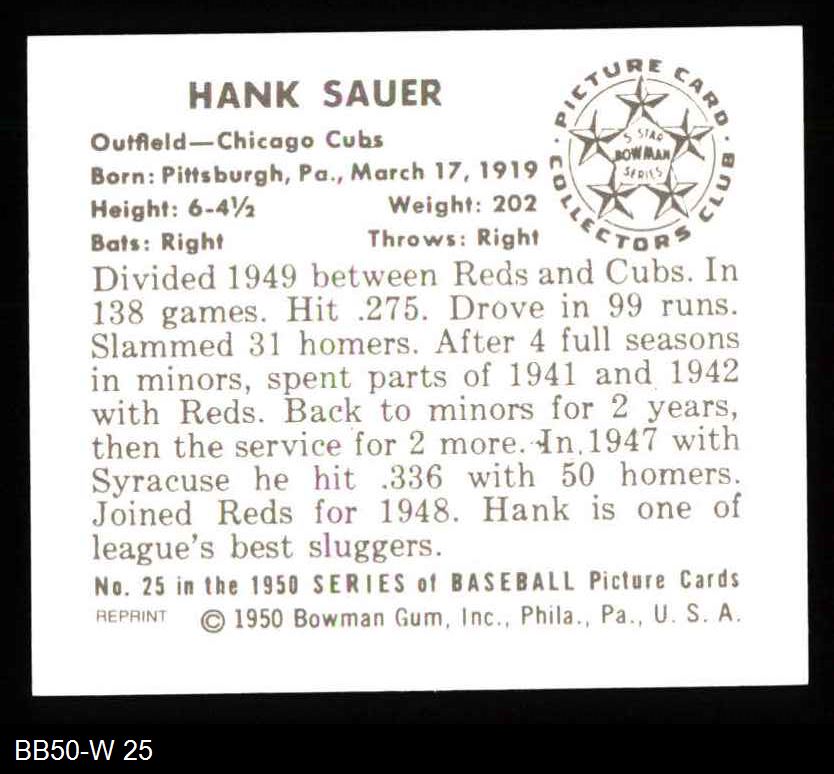 HANK SAUER
Outfield—Chicago Cubs
Born: Pittsburgh, Pa., March 17, 1919
Height: 6-4½ Weight: 202
Bats: Right Throws: Right
PICTURE CARD
COLLECTORS CLUB
5 STAR
BOWMAN
SERIES
Divided 1949 between Reds and Cubs. In
138 games. Hit .275. Drove in 99 runs.
Slammed 31 homers. After 4 full seasons
in minors, spent parts of 1941 and 1942
with Reds. Back to minors for 2 years,
then the service for 2 more. In 1947 with
Syracuse he hit .336 with 50 homers.
Joined Reds for 1948. Hank is one of
league's best sluggers.
No. 25 in the 1950 SERIES of BASEBALL Picture Cards
REPRINT © 1950 Bowman Gum, Inc., Phila., Pa., U. S. A.
BB50-W 25